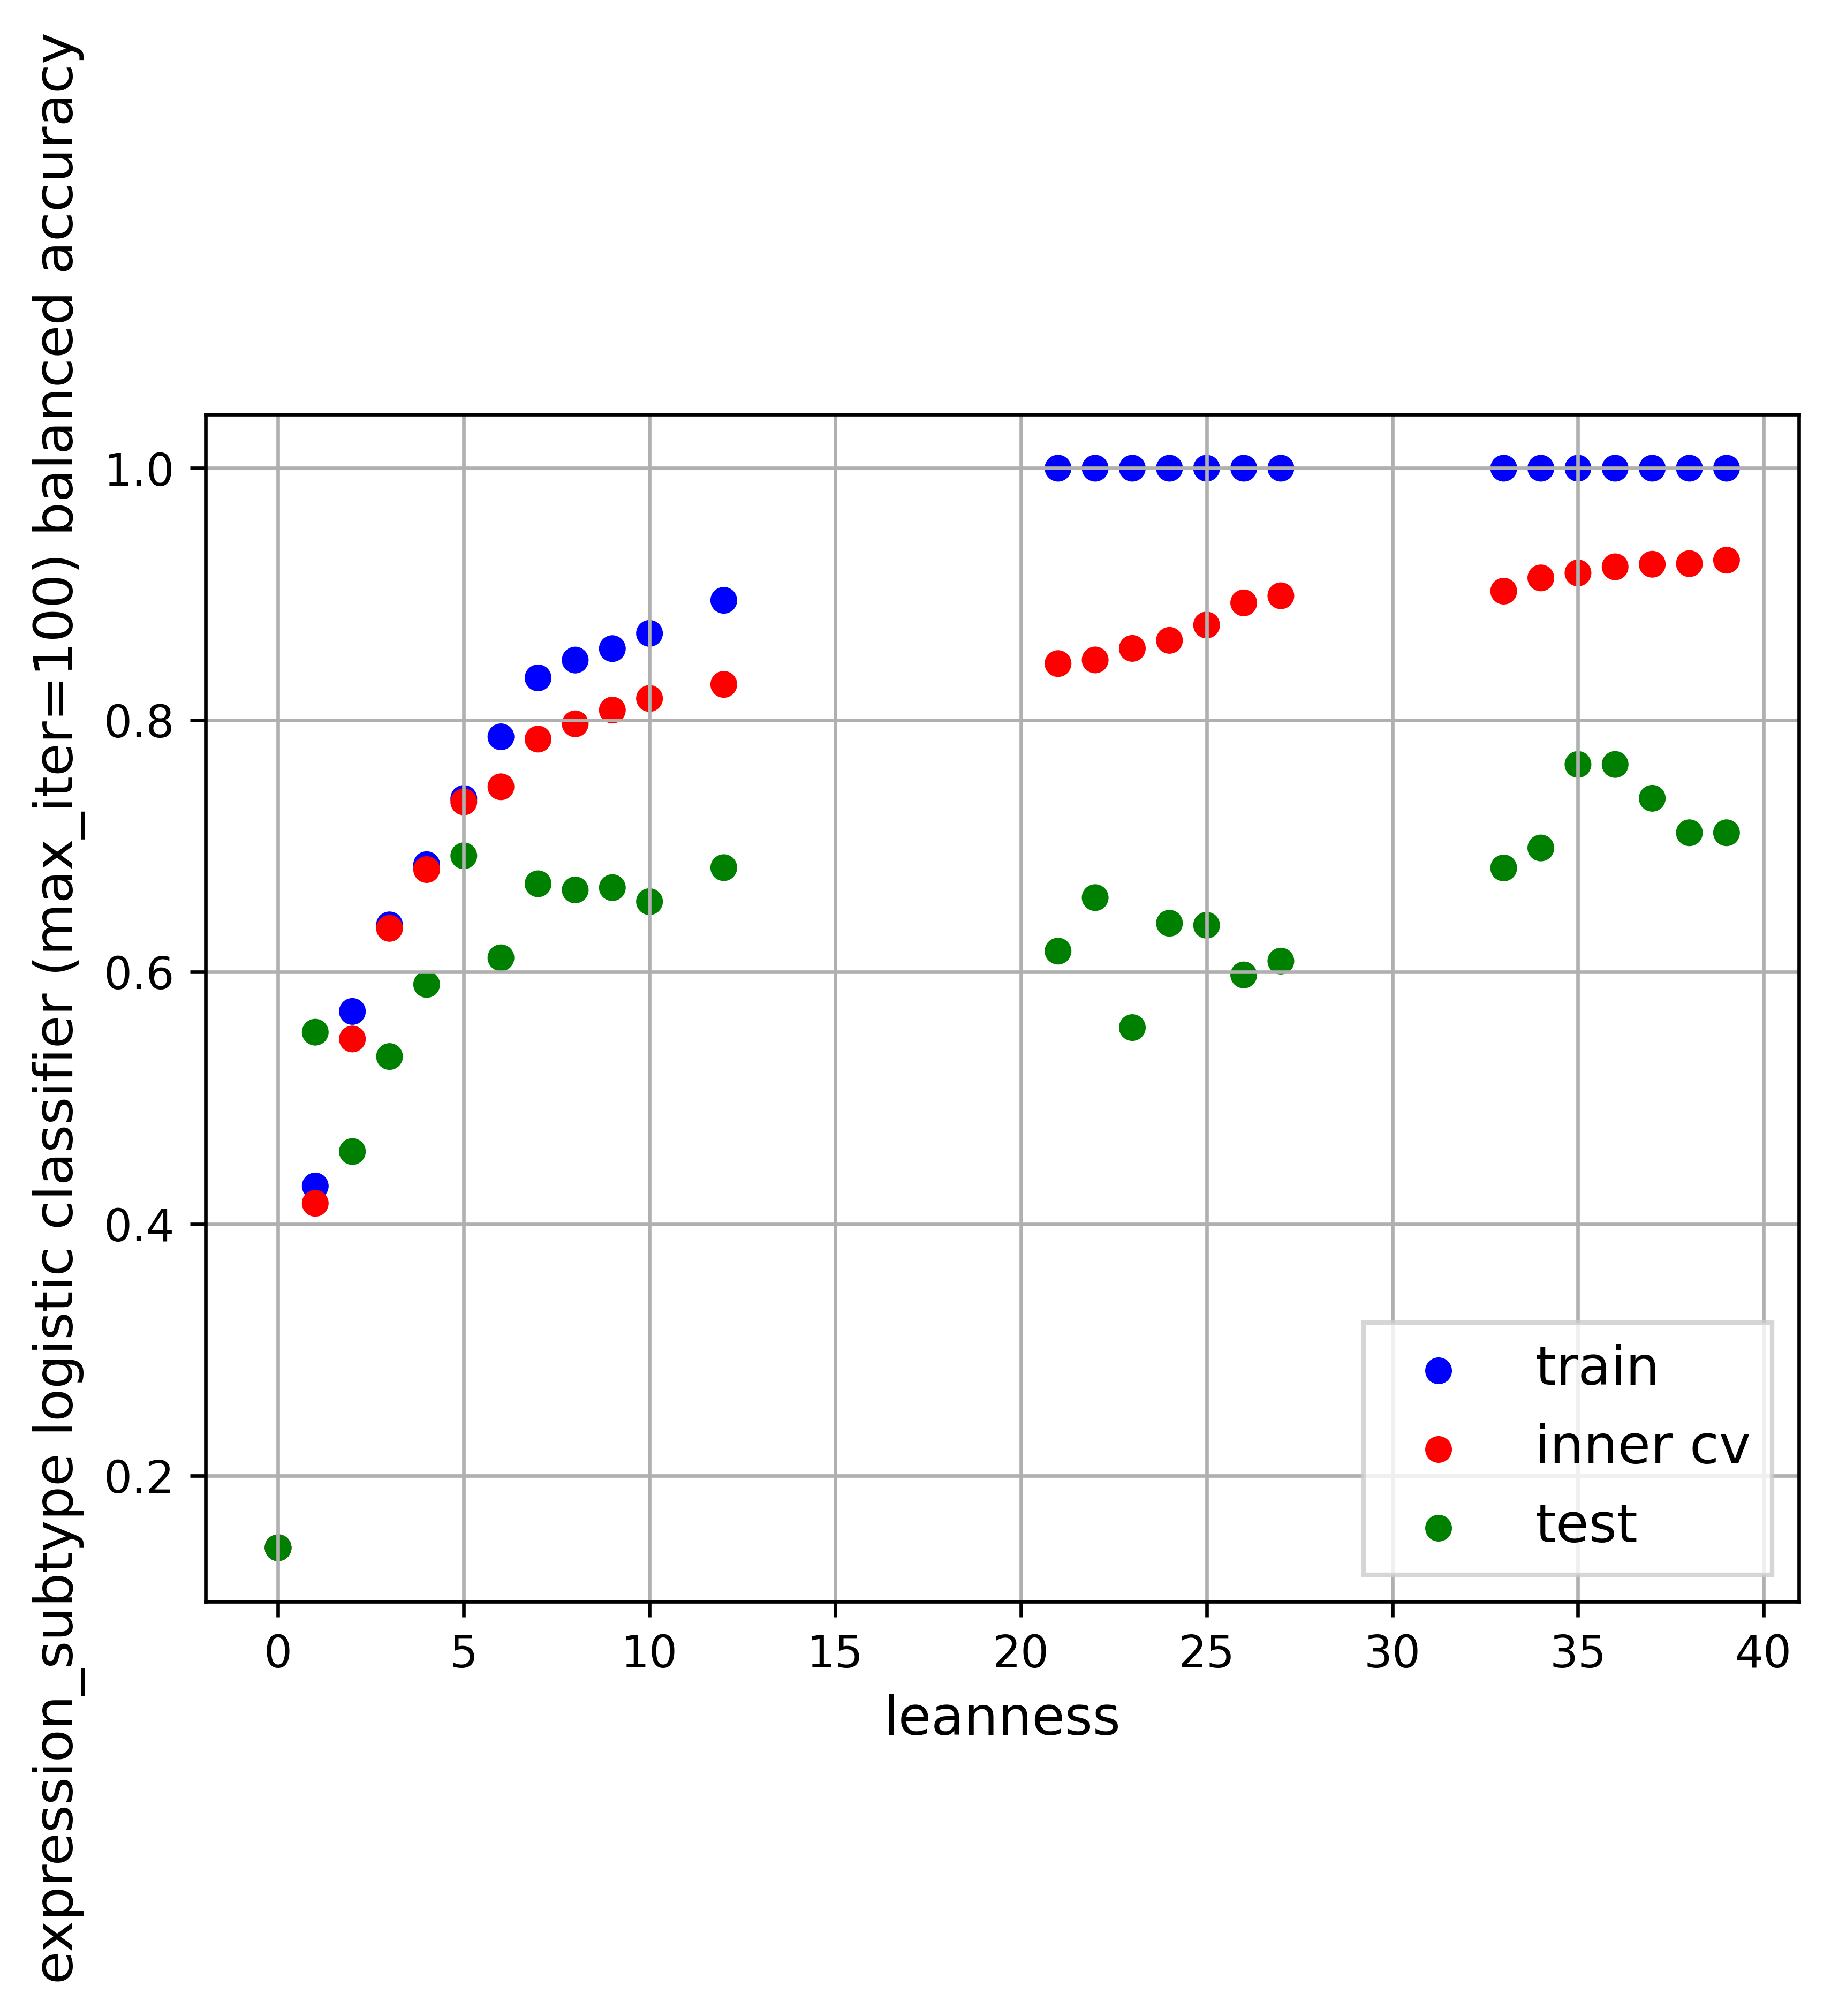 expression_subtype logistic classifier (max_iter=100) balanced accuracy
1.0
0.8
0.6
0.4
0.2
train
inner cv
test
0 5 10 15 20 25 30 35 40
leanness